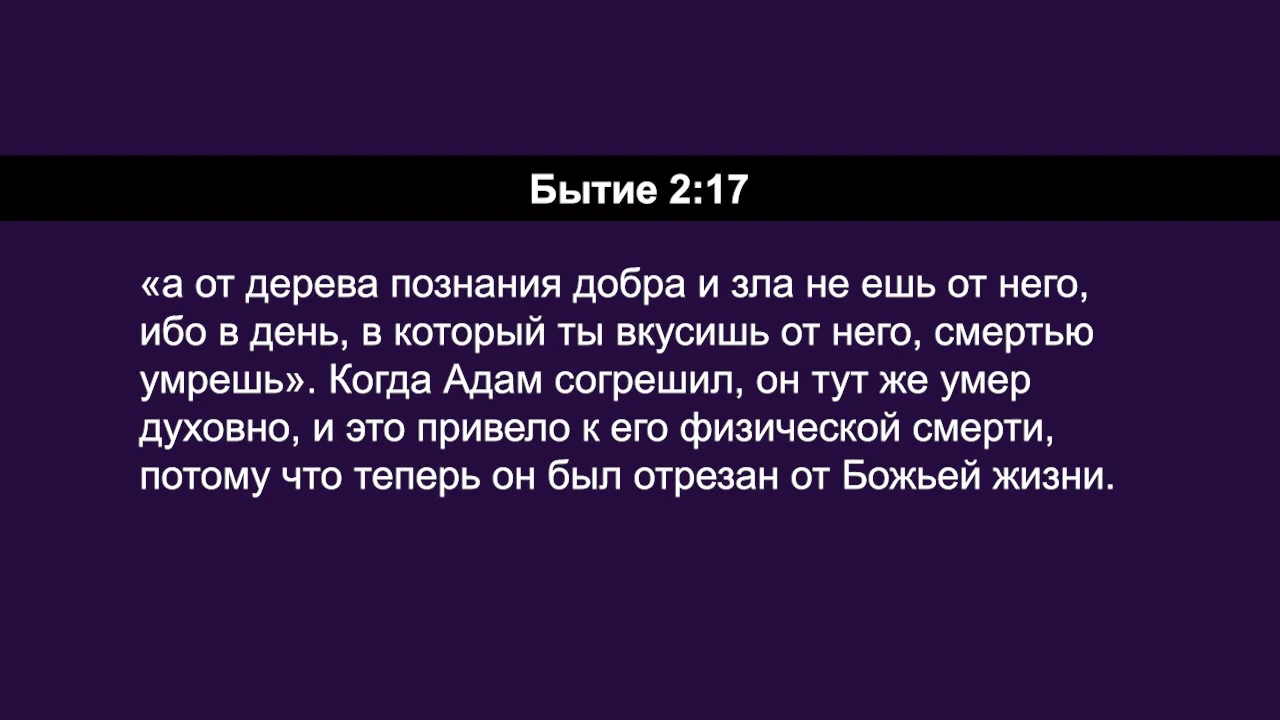 Бытие 2:17
«а от дерева познания добра и зла не ешь от него,
ибо в день, в который ты вкусишь от него, смертью
умрешь». Когда Адам согрешил, он тут же умер
духовно, и это привело к его физической смерти,
потому что теперь он был отрезан от Божьей жизни.